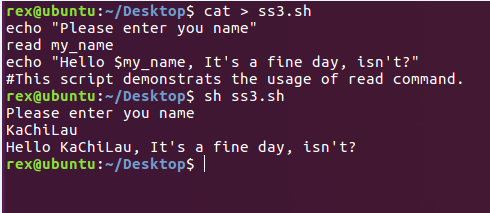 rex@ubuntu:~/Desktop$ cat > ss3.sh
echo "Please enter you name"
read my_name
echo "Hello $my_name, It's a fine day, isn't?"
#This script demonstrats the usage of read command.
rex@ubuntu:~/Desktop$ sh ss3.sh
Please enter you name
KaChiLau
Hello KaChiLau, It's a fine day, isn't?
rex@ubuntu:~/Desktop$